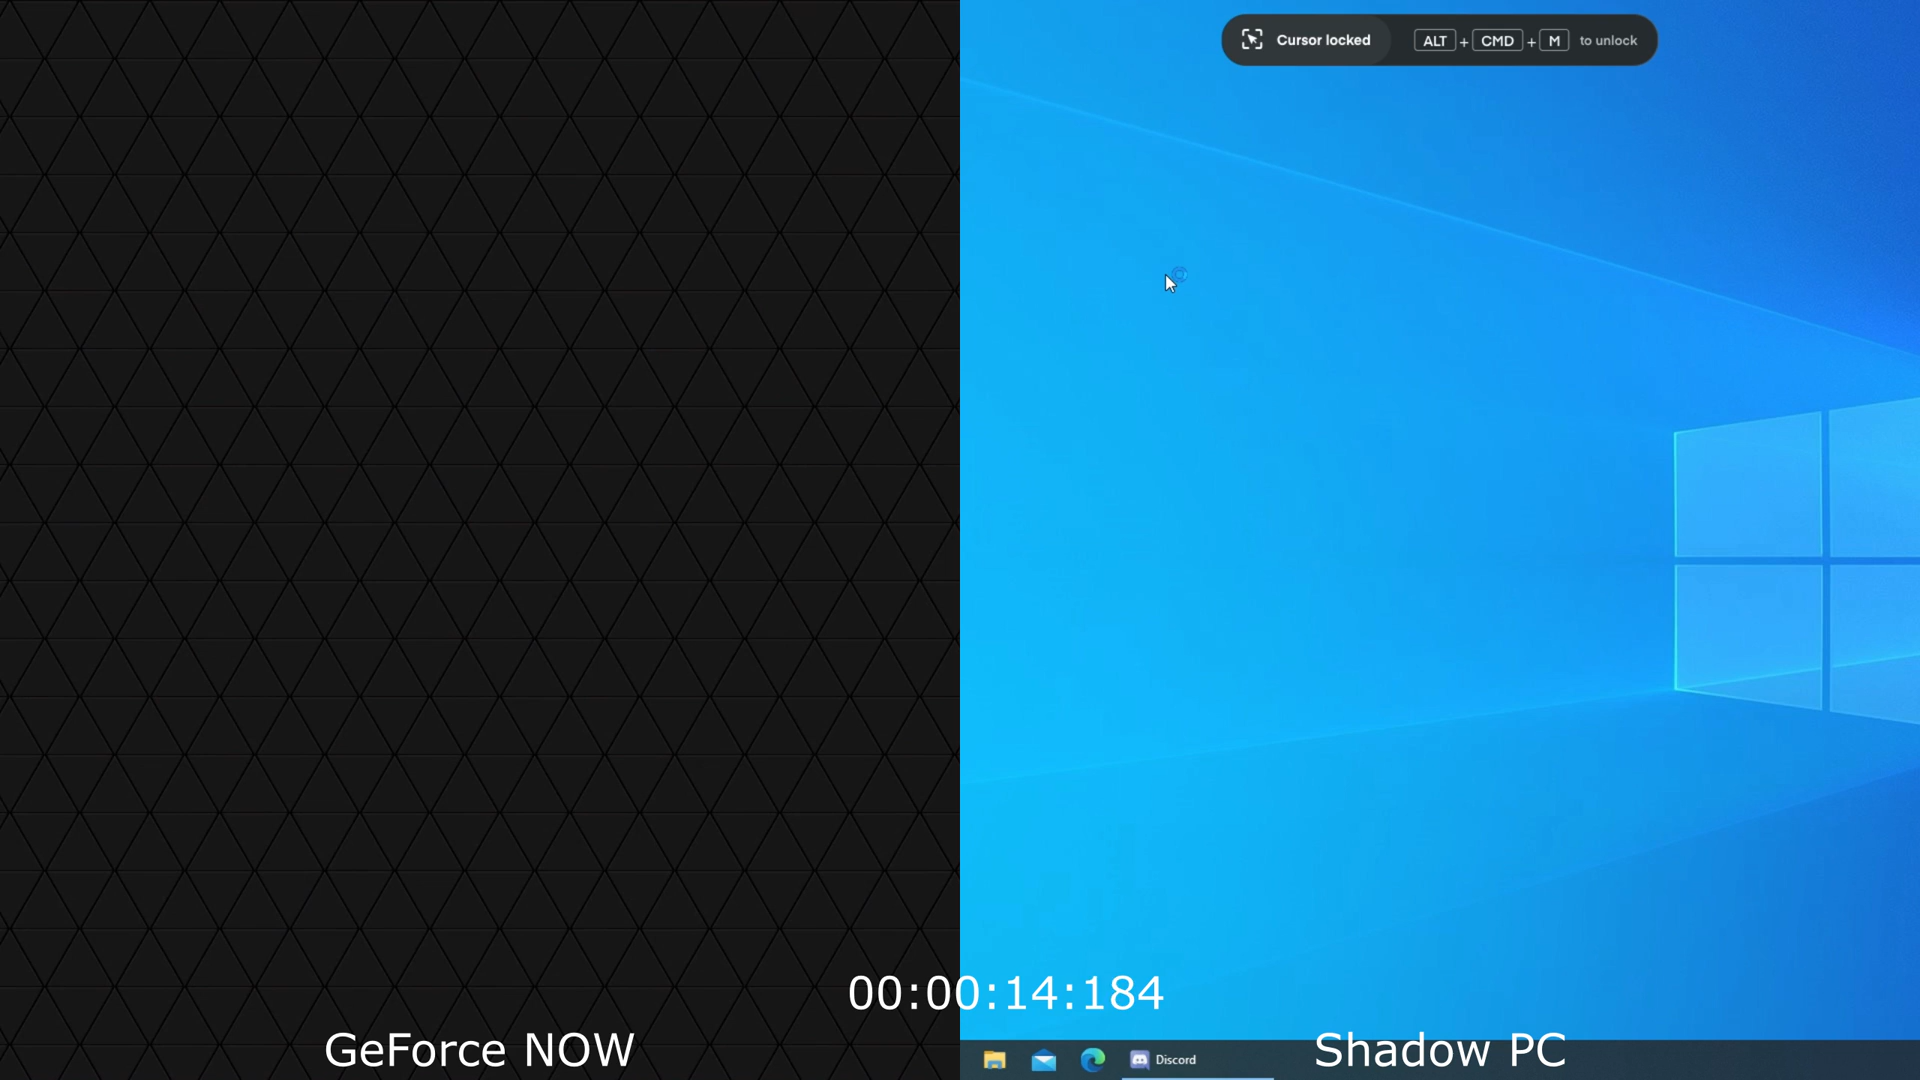 Cursor locked ALT + CMD + M to unlock
00:00:14:184
GeForce NOW
Discord
Shadow PC